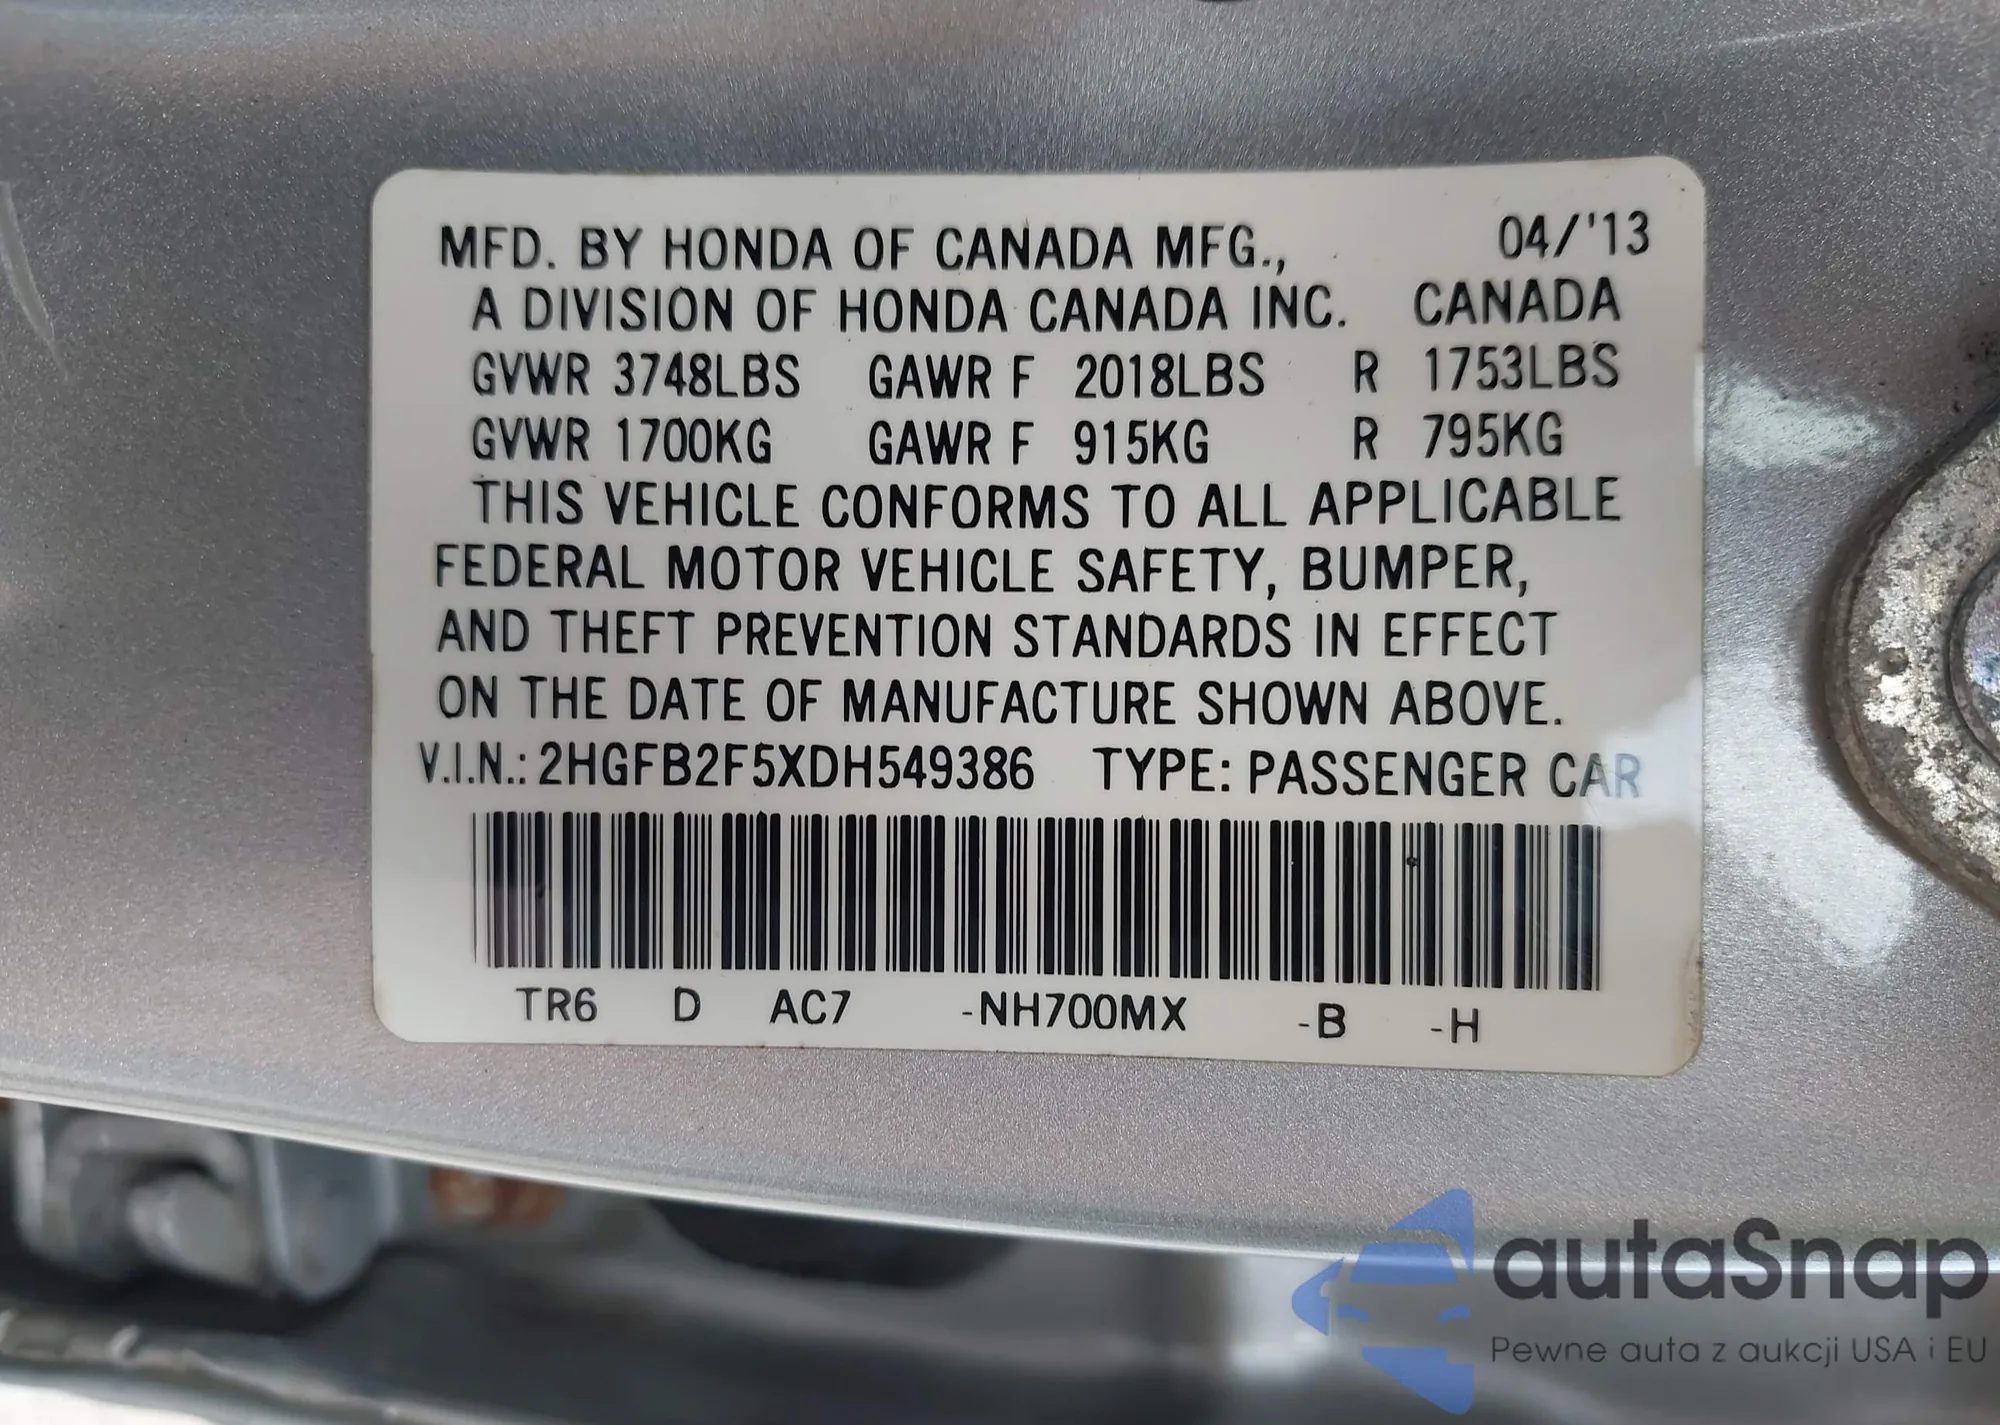 MFD. BY HONDA OF CANADA MFG., 04/'13
A DIVISION OF HONDA CANADA INC. CANADA
GVWR 3748LBS GAWR F 2018LBS R 1753LBS
GVWR 1700KG GAWR F 915KG R 795KG
THIS VEHICLE CONFORMS TO ALL APPLICABLE
FEDERAL MOTOR VEHICLE SAFETY, BUMPER,
AND THEFT PREVENTION STANDARDS IN EFFECT
ON THE DATE OF MANUFACTURE SHOWN ABOVE.
V.I.N.: 2HGFB2F5XDH549386 TYPE: PASSENGER CAR
TR6 D AC7 -NH700MX -B -H
autaSnap
Pewne auta z aukcji USA i EU